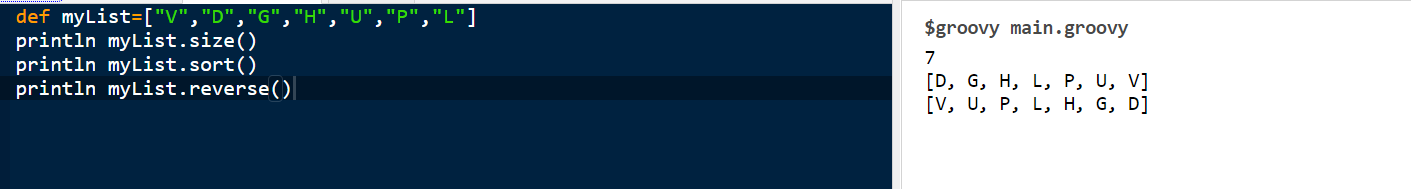 def myList=["V","D","G","H","U","P","L"]
println myList.size()
println myList.sort()
println myList.reverse()
$groovy main.groovy
7
[D, G, H, L, P, U, V]
[V, U, P, L, H, G, D]